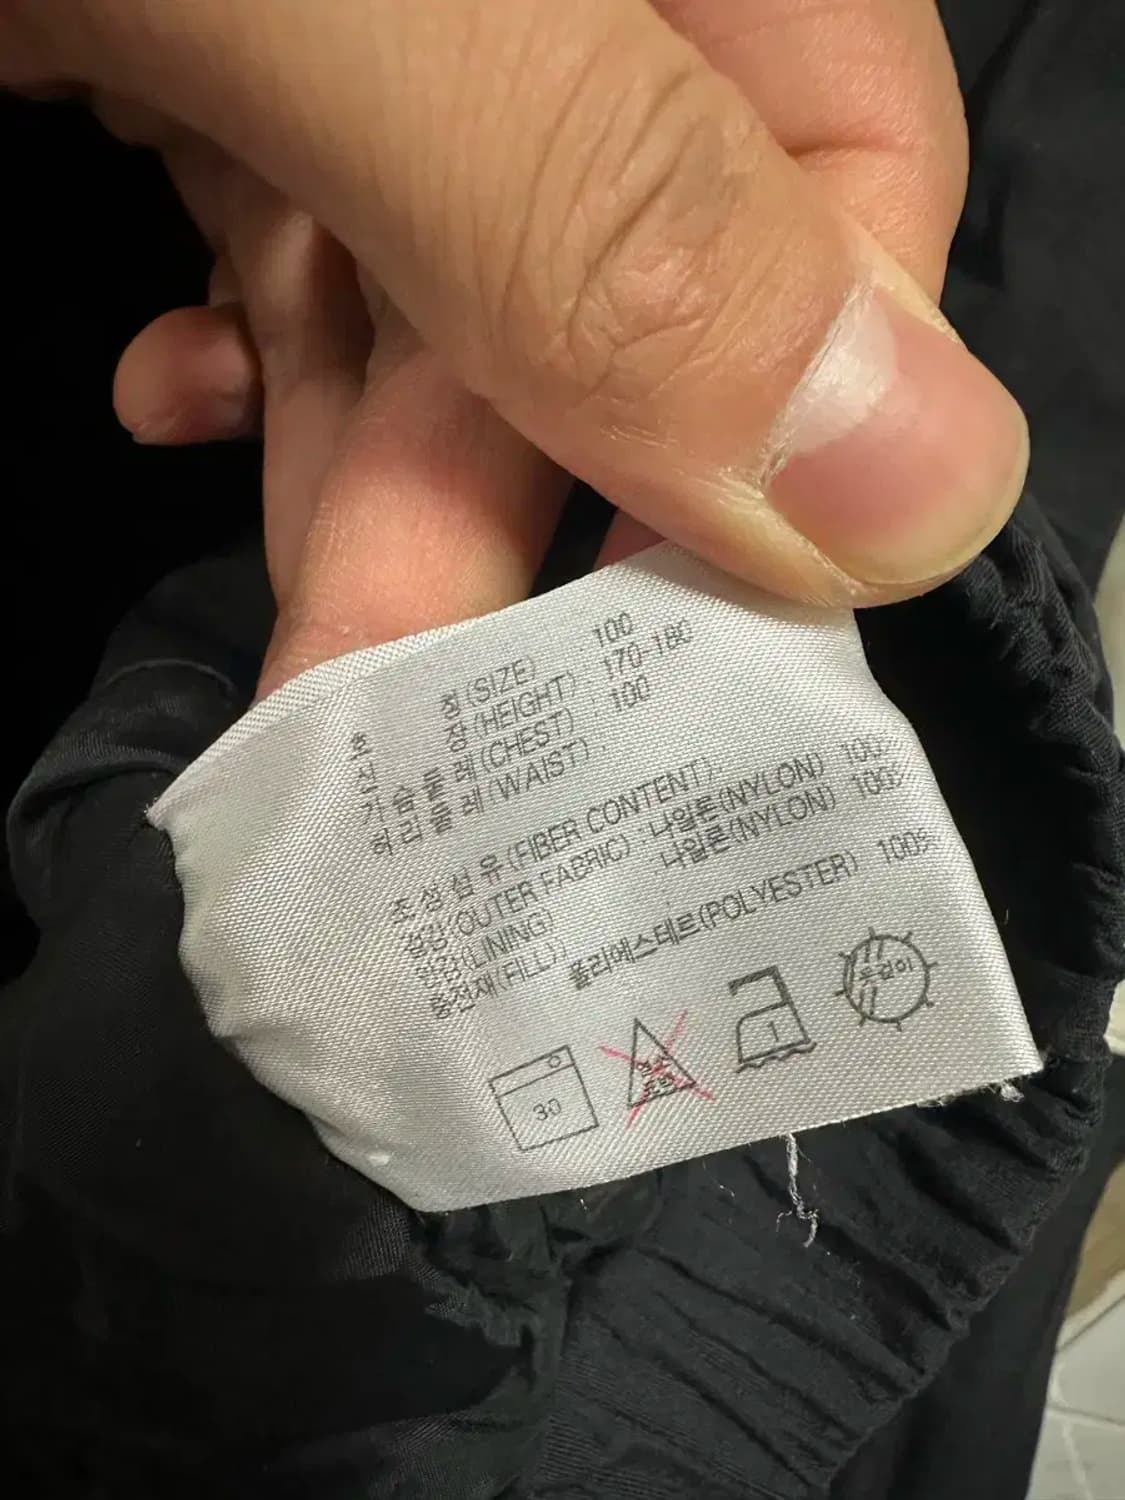 호 칭(SIZE) : 100
신 장(HEIGHT) : 170-180
가 슴 둘 레(CHEST) : 100
허 리 둘 레(WAIST) :
조 성 섬 유(FIBER CONTENT):
겉감(OUTER FABRIC) : 나일론(NYLON) 100%
안감(LINING) : 나일론(NYLON) 100%
충전재(FILL)) 폴리에스테르(POLYESTER) 100%
30
1